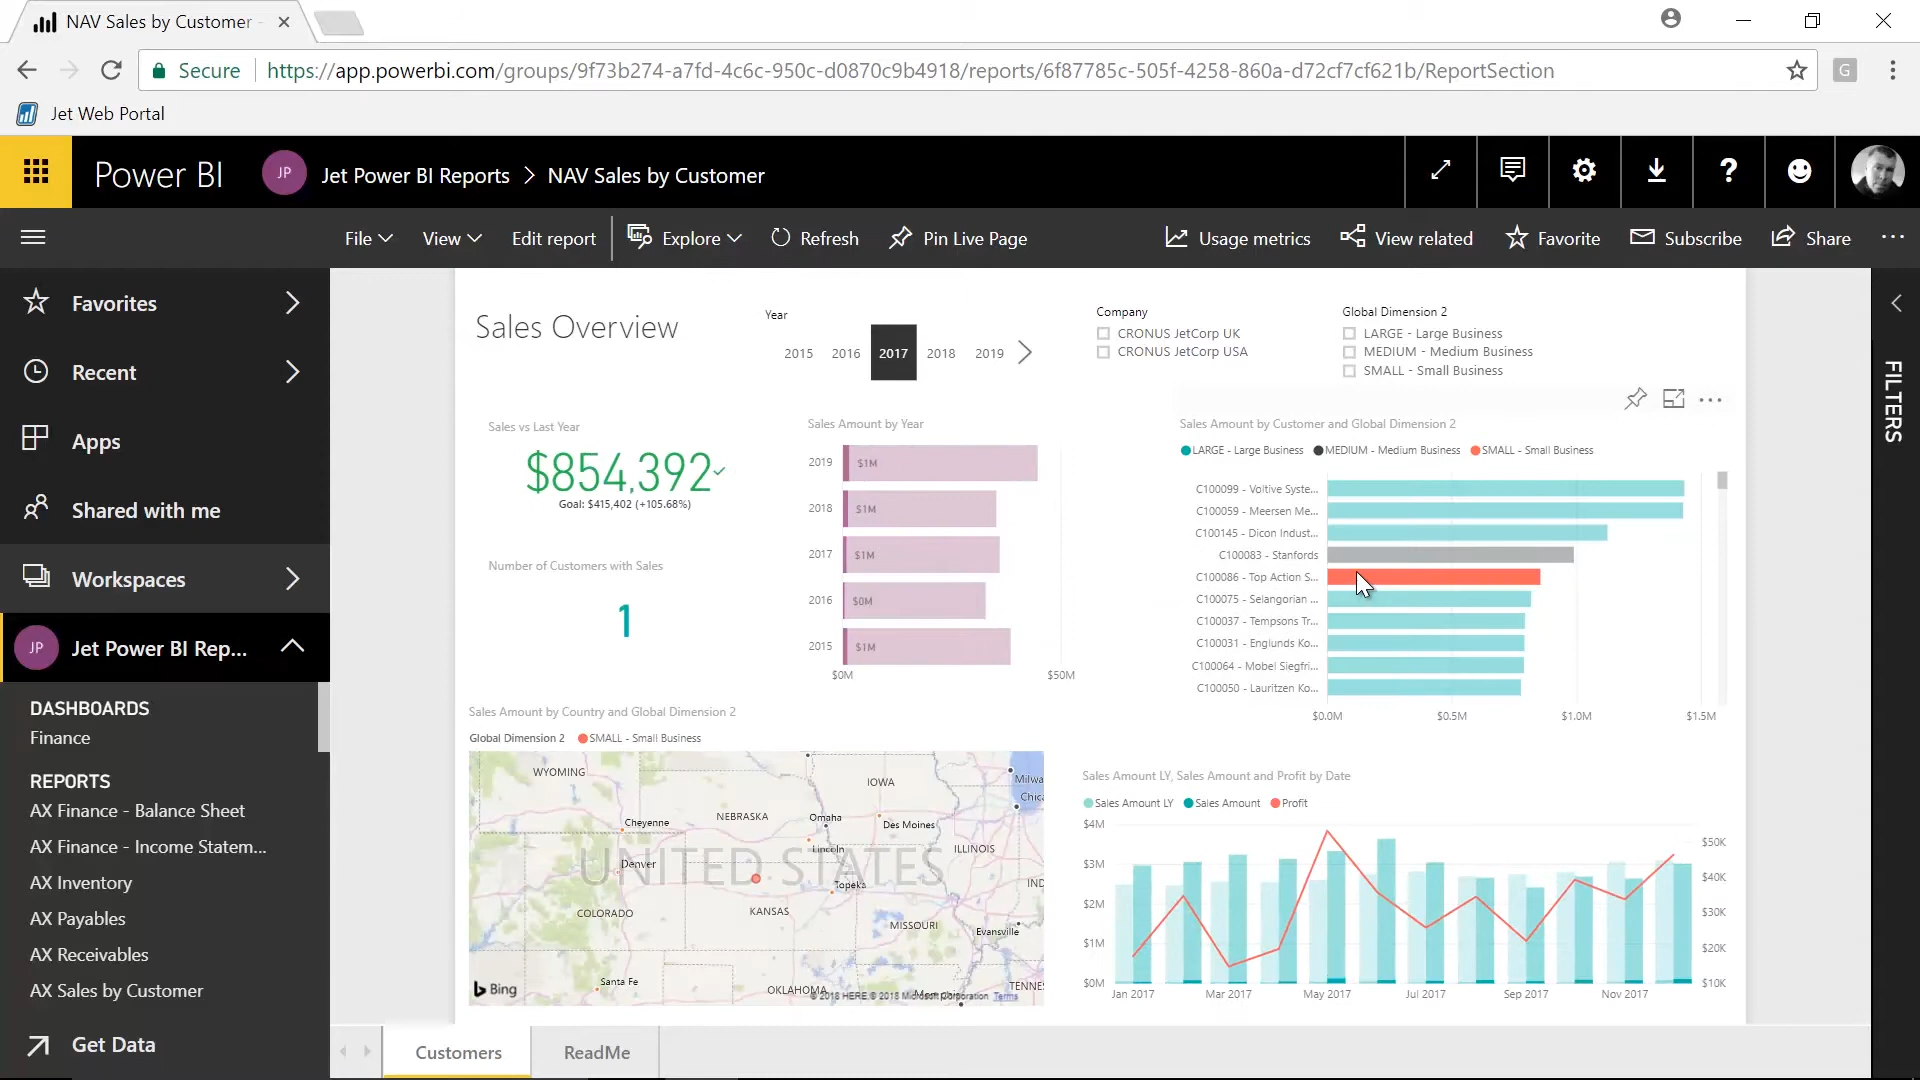 NAV Sales by Customer
Secure
https://app.powerbi.com/groups/9f73b274-a7fd-4c6c-950c-d0870c9b4918/reports/6f87785c-505f-4258-860a-d72cf7cf621b/ReportSection
G
Jet Web Portal
Power BI
JP
Jet Power BI Reports > NAV Sales by Customer
File
View
Edit report
Explore
Refresh
Pin Live Page
Usage metrics
View related
Favorite
Subscribe
Share
Favorites
Recent
Apps
Shared with me
Workspaces
JP
Jet Power BI Rep...
DASHBOARDS
Finance
REPORTS
AX Finance - Balance Sheet
AX Finance - Income Statem...
AX Inventory
AX Payables
AX Receivables
AX Sales by Customer
Get Data
Sales Overview
Year
2015 2016 2017 2018 2019
Company
CRONUS JetCorp UK
CRONUS JetCorp USA
Global Dimension 2
LARGE - Large Business
MEDIUM - Medium Business
SMALL - Small Business
FILTERS
Sales vs Last Year
$854,392
Goal: $415,402 (+105.68%)
Number of Customers with Sales
1
Sales Amount by Year
2019 $1M
2018 $1M
2017 $1M
2016 $0M
2015 $1M
$0M $50M
Sales Amount by Customer and Global Dimension 2
LARGE - Large Business MEDIUM - Medium Business SMALL - Small Business
C100099 - Voltive Syste...
C100059 - Meersen Me...
C100145 - Dicon Indust...
C100083 - Stanfords
C100086 - Top Action S...
C100075 - Selangorian ...
C100037 - Tempsons Tr...
C100031 - Englunds Ko...
C100064 - Mobel Siegfri...
C100050 - Lauritzen Ko...
$0.0M $0.5M $1.0M $1.5M
Sales Amount by Country and Global Dimension 2
Global Dimension 2 SMALL - Small Business
WYOMING
IOWA
Milwa
Chica
Cheyenne
NEBRASKA
Omaha
Des Moines
Lincoln
ILLINOIS
UNITED STATES
Denver
Topeka
IND
COLORADO
KANSAS
MISSOURI
Evansville
Santa Fe
OKLAHOMA
TENNE
Bing
© 2018 HERE © 2018 Microsoft Corporation Terms
Sales Amount LY, Sales Amount and Profit by Date
Sales Amount LY Sales Amount Profit
$4M
$3M
$2M
$1M
$0M
$50K
$40K
$30K
$20K
$10K
Jan 2017 Mar 2017 May 2017 Jul 2017 Sep 2017 Nov 2017
Customers
ReadMe